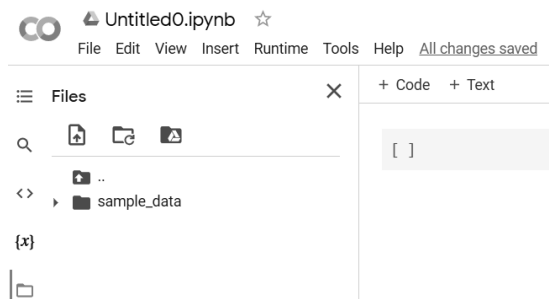 CO Untitled0.ipynb
File Edit View Insert Runtime Tools Help All changes saved
Files
+ Code + Text
[ ]
..
sample_data
<>
{x}